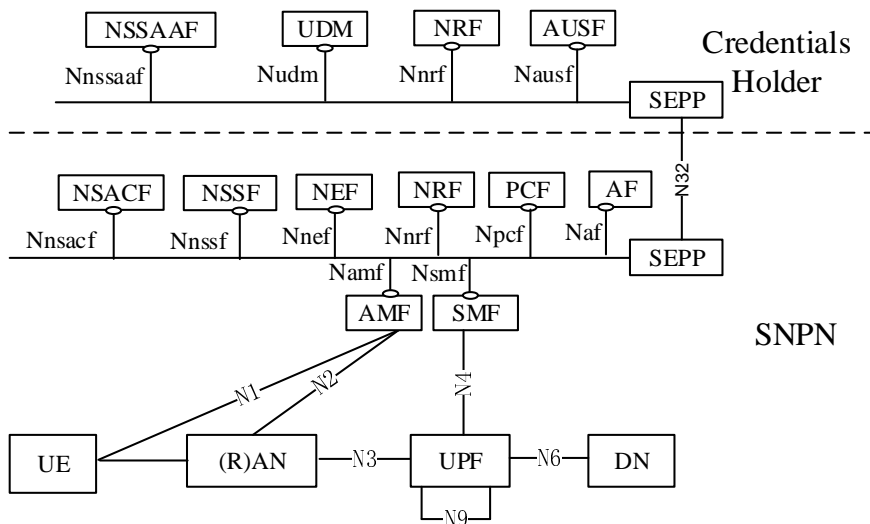 NSSAAF UDM NRF AUSF
Credentials
Holder
Nnssaaf Nudm Nnrf Nausf
SEPP
N32
NSACF NSSF NEF NRF PCF AF
Nnsacf Nnssf Nnef Nnrf Npcf Naf
SEPP
Namf Nsmf
AMF SMF
SNPN
N1 N2 N4
UE (R)AN N3 UPF N6 DN
N9